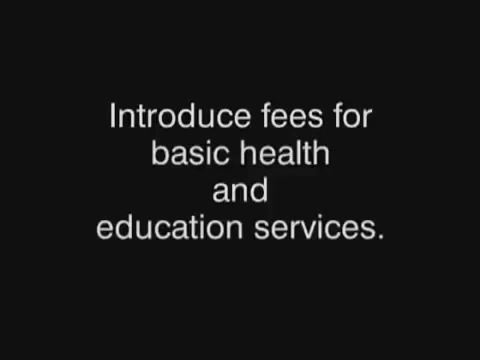 Introduce fees for
basic health
and
education services.